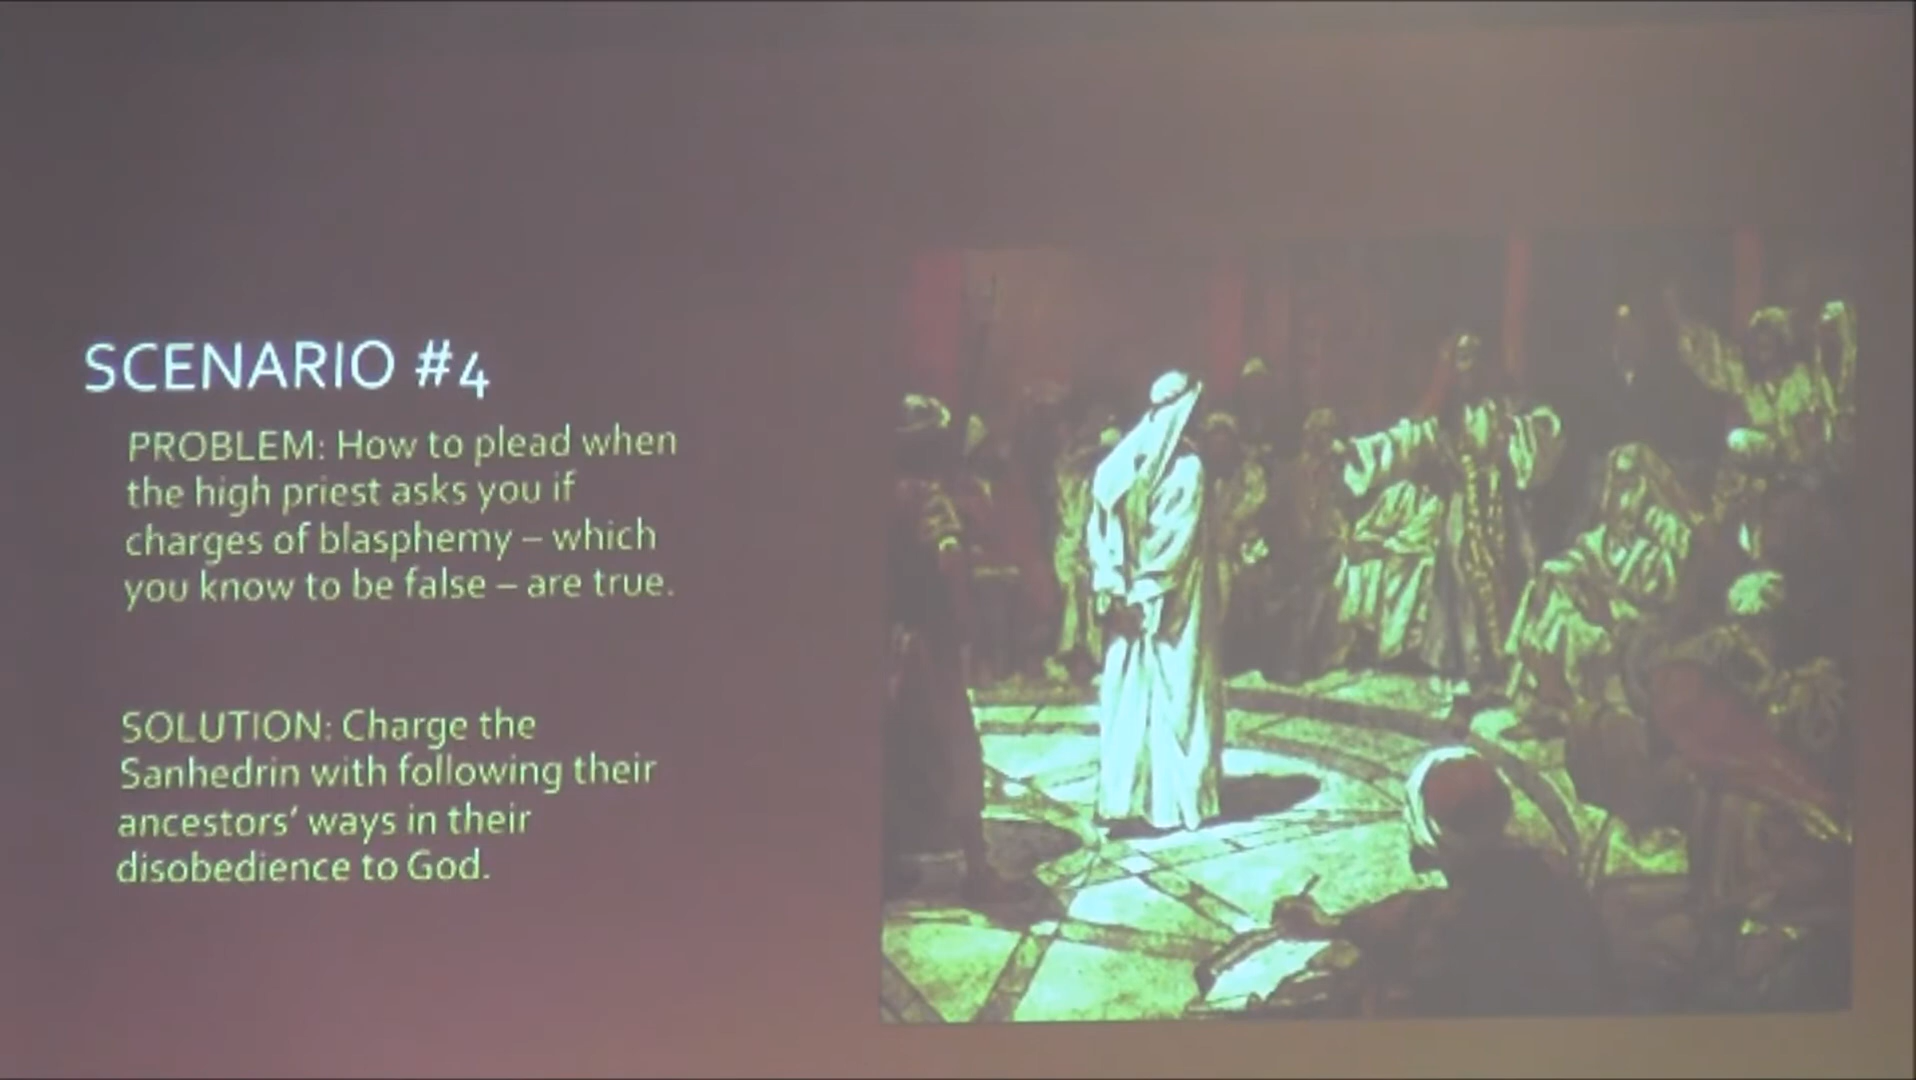 SCENARIO #4
PROBLEM: How to plead when
the high priest asks you if
charges of blasphemy – which
you know to be false – are true.
SOLUTION: Charge the
Sanhedrin with following their
ancestors’ ways in their
disobedience to God.